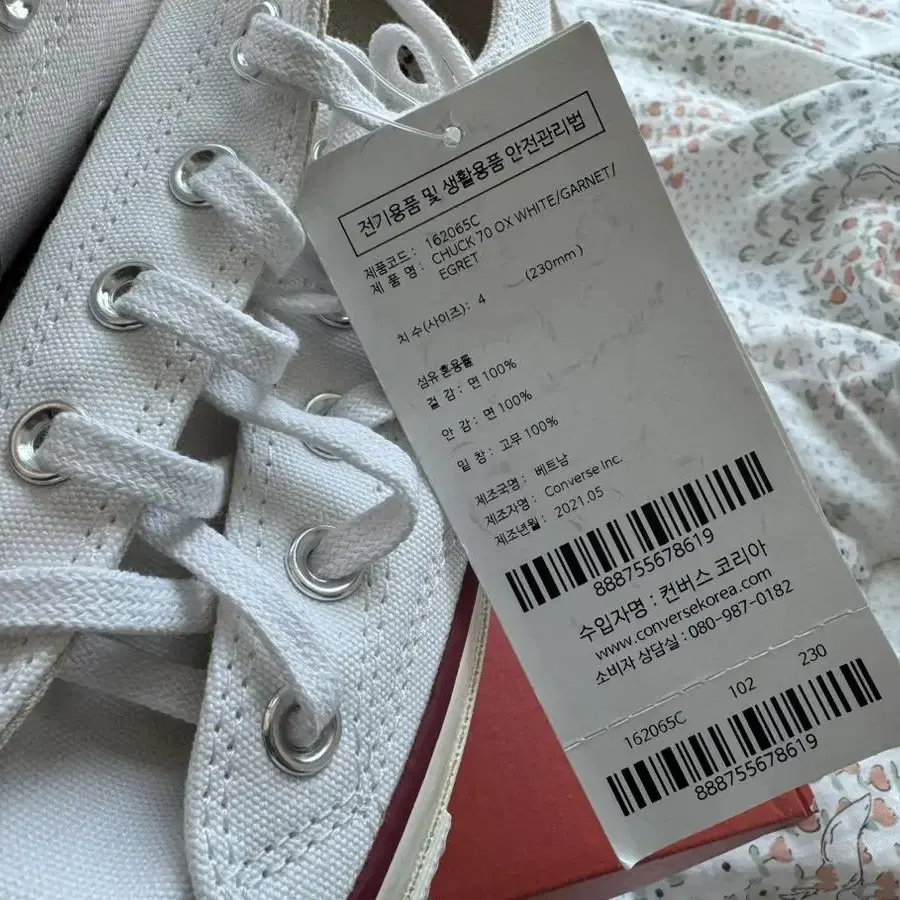 전기용품 및 생활용품 안전관리법
제품코드 : 162065C
제 품 명 : CHUCK 70 OX WHITE/GARNET/
EGRET
치 수(사이즈): 4 (230mm)
섬유 혼용률
겉 감 : 면 100%
안 감 : 면 100%
밑 창 : 고무 100%
제조국명 : 베트남
제조자명 : Converse Inc.
제조년월 : 2021.05
888755678619
수입자명 : 컨버스 코리아
www.conversekorea.com
소비자 상담실 : 080-987-0182
162065C 102 230
888755678619